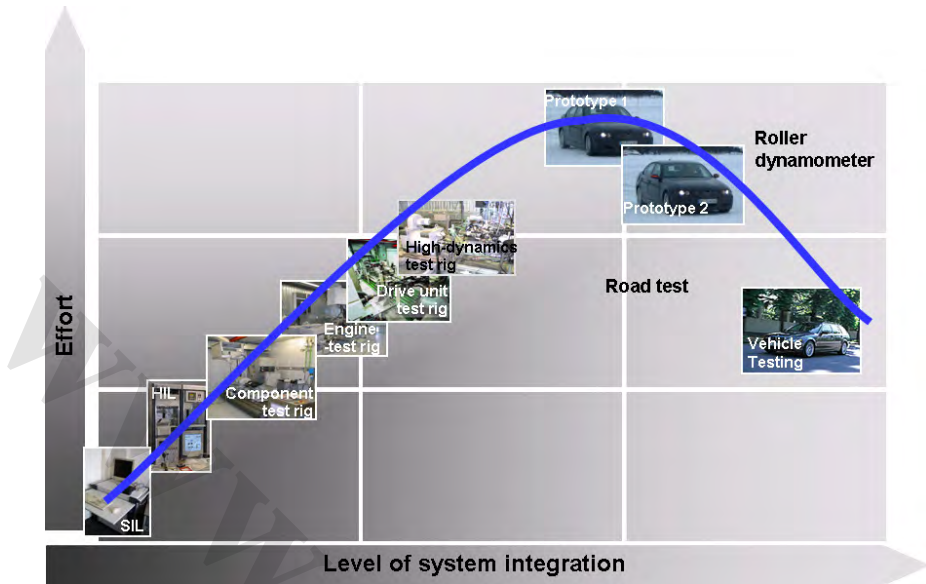 Prototype 1
Roller
dynamometer
Prototype 2
High-dynamics
test rig
Drive unit
test rig
Road test
Engine
-test rig
Vehicle
Testing
HIL
Component
test rig
SIL
Effort
Level of system integration
www